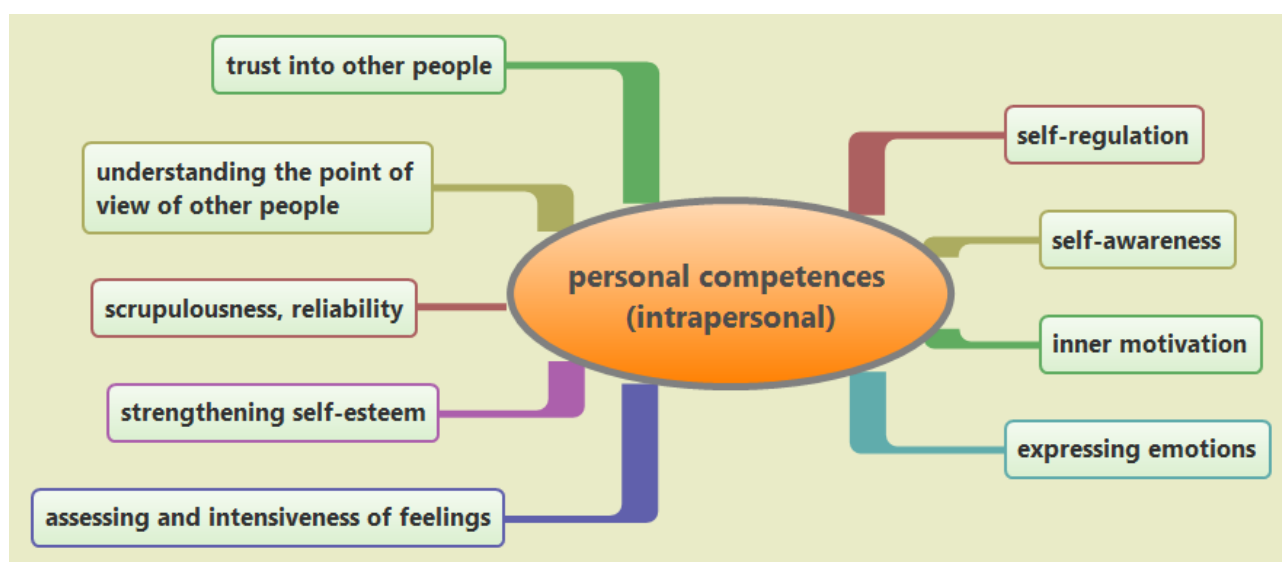 trust into other people
understanding the point of
view of other people
scrupulousness, reliability
strengthening self-esteem
assessing and intensiveness of feelings
personal competences
(intrapersonal)
self-regulation
self-awareness
inner motivation
expressing emotions